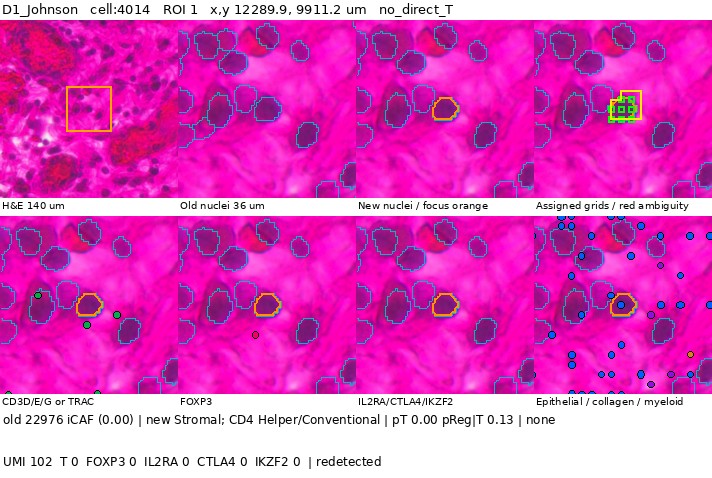 D1_Johnson cell:4014 ROI 1 x,y 12289.9, 9911.2 um no_direct_T
H&E 140 um
Old nuclei 36 um
New nuclei / focus orange
Assigned grids / red ambiguity
CD3D/E/G or TRAC
FOXP3
IL2RA/CTLA4/IKZF2
Epithelial / collagen / myeloid
old 22976 iCAF (0.00) | new Stromal; CD4 Helper/Conventional | pT 0.00 pReg|T 0.13 | none
UMI 102 T 0 FOXP3 0 IL2RA 0 CTLA4 0 IKZF2 0 | redetected